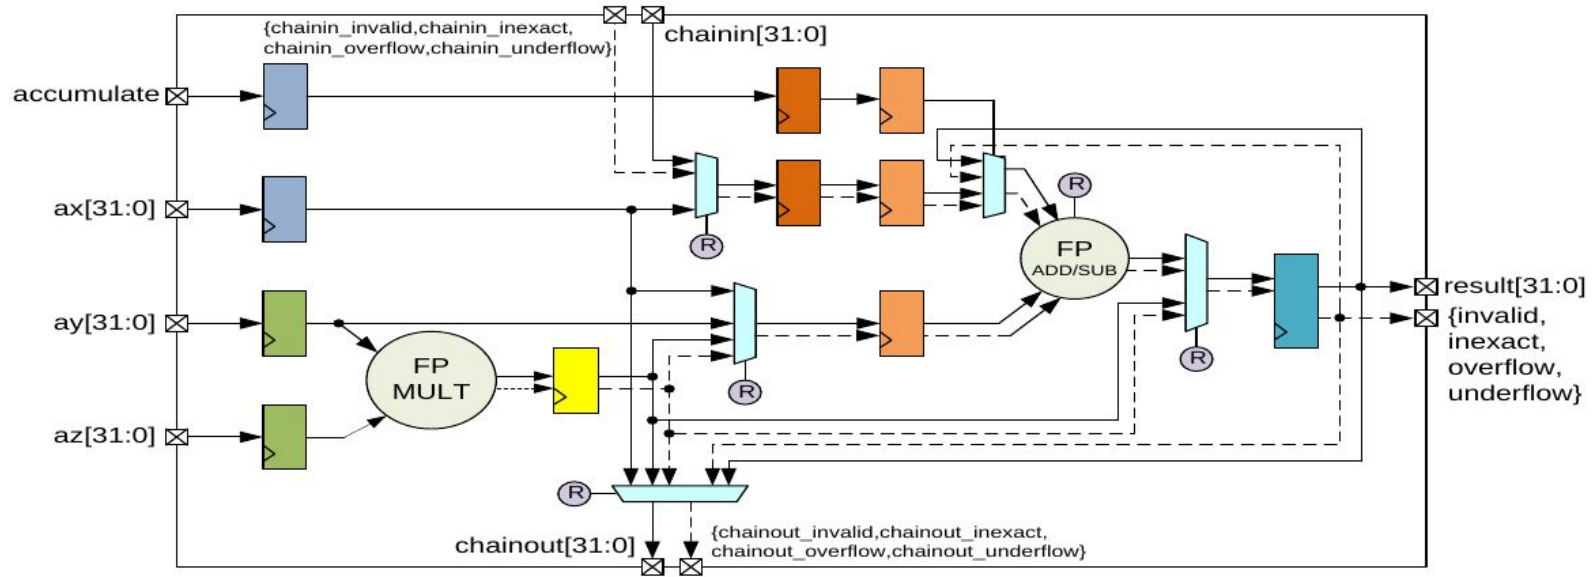 {chainin_invalid,chainin_inexact,
chainin_overflow,chainin_underflow}
chainin[31:0]
accumulate
ax[31:0]
R
R
FP
ADD/SUB
ay[31:0]
FP
MULT
R
R
result[31:0]
{invalid,
inexact,
overflow,
underflow}
az[31:0]
R
chainout[31:0]
{chainout_invalid,chainout_inexact,
chainout_overflow,chainout_underflow}